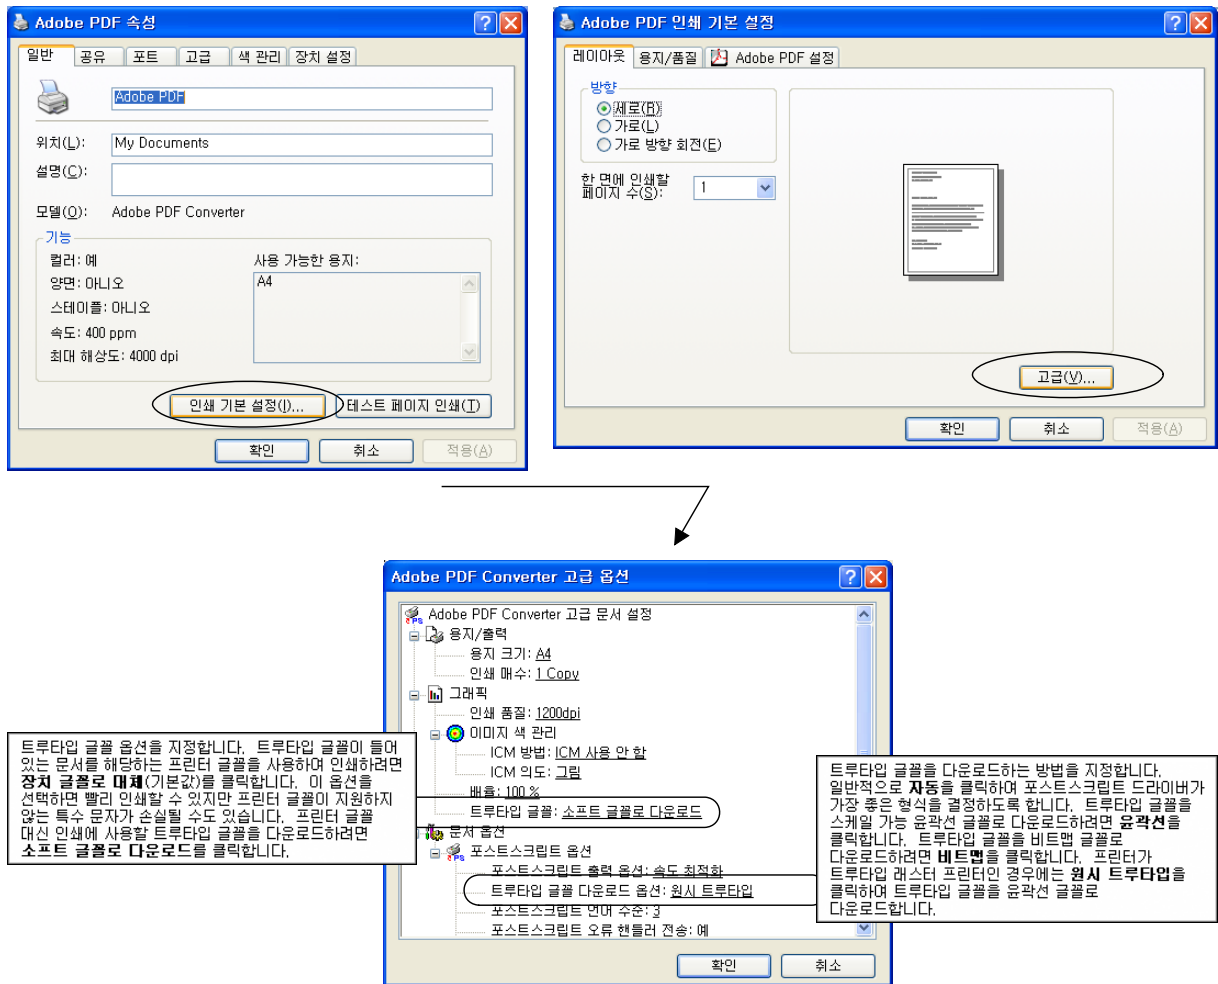 Adobe PDF 속성
일반 공유 포트 고급 색 관리 장치 설정
Adobe PDF
위치(L): My Documents
설명(C):
모델(O): Adobe PDF Converter
기능
컬러: 예
양면: 아니오
스테이플: 아니오
속도: 400 ppm
최대 해상도: 4000 dpi
사용 가능한 용지:
A4
인쇄 기본 설정(I)... 테스트 페이지 인쇄(T)
확인 취소 적용(A)
Adobe PDF 인쇄 기본 설정
레이아웃 용지/품질 Adobe PDF 설정
방향
세로(R)
가로(L)
가로 방향 회전(E)
한 면에 인쇄할
페이지 수(S): 1
고급(V)...
확인 취소 적용(A)
Adobe PDF Converter 고급 옵션
Adobe PDF Converter 고급 문서 설정
용지/출력
용지 크기: A4
인쇄 매수: 1 Copy
그래픽
인쇄 품질: 1200dpi
이미지 색 관리
ICM 방법: ICM 사용 안 함
ICM 의도: 그림
배율: 100 %
트루타입 글꼴: 소프트 글꼴로 다운로드
문서 옵션
포스트스크립트 옵션
포스트스크립트 출력 옵션: 속도 최적화
트루타입 글꼴 다운로드 옵션: 원시 트루타입
포스트스크립트 언어 수준: 3
포스트스크립트 오류 핸들러 전송: 예
확인 취소
트루타입 글꼴 옵션을 지정합니다. 트루타입 글꼴이 들어
있는 문서를 해당하는 프린터 글꼴을 사용하여 인쇄하려면
장치 글꼴로 대체(기본값)를 클릭합니다. 이 옵션을
선택하면 빨리 인쇄할 수 있지만 프린터 글꼴이 지원하지
않는 특수 문자가 손실될 수도 있습니다. 프린터 글꼴
대신 인쇄에 사용할 트루타입 글꼴을 다운로드하려면
소프트 글꼴로 다운로드를 클릭합니다.
트루타입 글꼴을 다운로드하는 방법을 지정합니다.
일반적으로 자동을 클릭하여 포스트스크립트 드라이버가
가장 좋은 형식을 결정하도록 합니다. 트루타입 글꼴을
스케일 가능 윤곽선 글꼴로 다운로드하려면 윤곽선을
클릭합니다. 트루타입 글꼴을 비트맵 글꼴로
다운로드하려면 비트맵을 클릭합니다. 프린터가
트루타입 래스터 프린터인 경우에는 원시 트루타입을
클릭하여 트루타입 글꼴을 윤곽선 글꼴로
다운로드합니다.